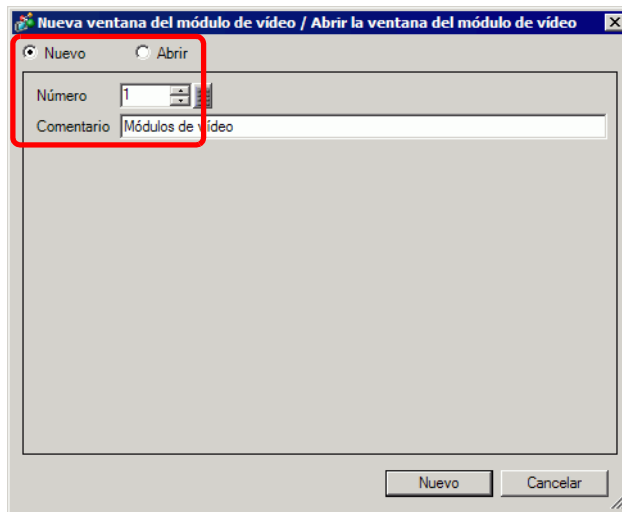 Nueva ventana del módulo de vídeo / Abrir la ventana del módulo de vídeo
Nuevo Abrir
Número 1
Comentario Módulos de vídeo
Nuevo Cancelar